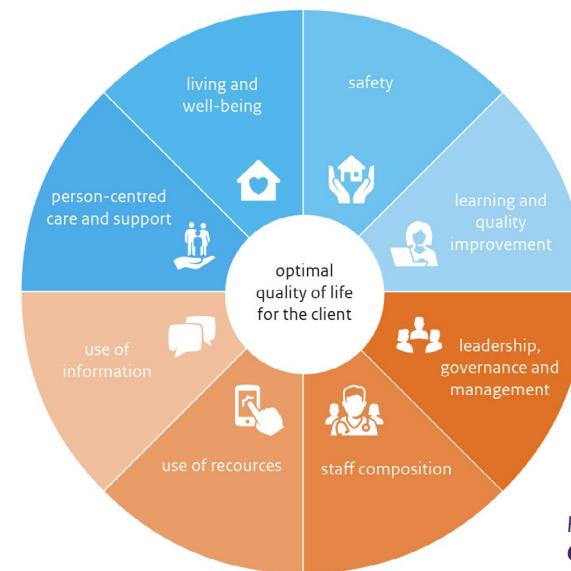 living and
well-being
safety
person-centred
care and support
learning and
quality
improvement
optimal
quality of life
for the client
use of
information
leadership,
governance and
management
use of recources
staff composition